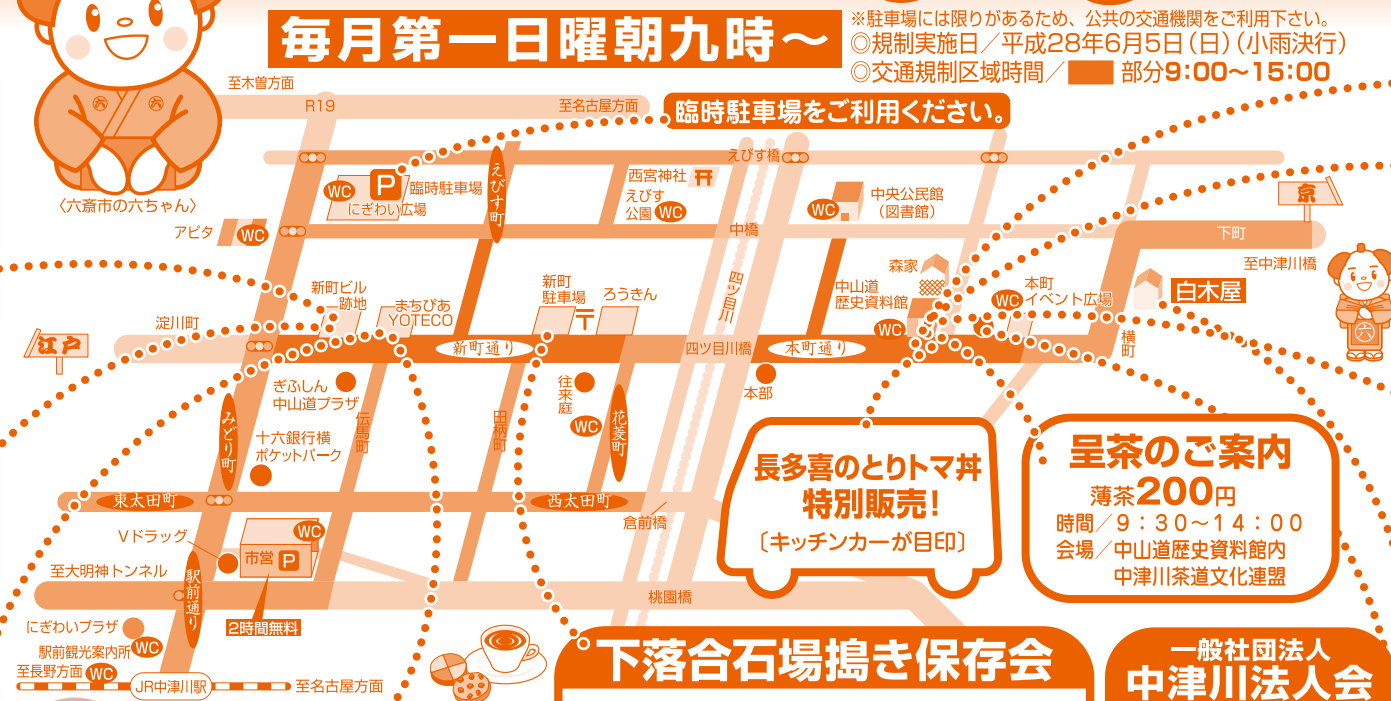 毎月第一日曜朝九時～
※駐車場には限りがあるため、公共の交通機関をご利用下さい。
◎規制実施日／平成28年6月5日（日）（小雨決行）
◎交通規制区域時間／ 部分9:00～15:00
〈六斎市の六ちゃん〉
至木曽方面
R19
至名古屋方面
臨時駐車場をご利用ください。
えびす橋
WC
P
臨時駐車場
にぎわい広場
えびす町
西宮神社
えびす
公園
WC
WC
中央公民館
（図書館）
京
アピタ
WC
中橋
下町
至中津川橋
四ツ目川
森家
中山道
歴史資料館
WC
WC
本町
イベント広場
白木屋
六
新町ビル
跡地
まちぴあ
YOTECO
新町
駐車場
〒
ろうきん
淀川町
江戸
新町通り
四ツ目川橋
本町通り
横町
ぎふしん
中山道プラザ
往来庭
WC
本部
みどり町
伝馬町
田柄町
花菱町
十六銀行横
ポケットパーク
東太田町
西太田町
倉前橋
Vドラッグ
WC
市営
P
至大明神トンネル
駅前通り
桃園橋
2時間無料
にぎわいプラザ
駅前観光案内所
WC
至長野方面
WC
JR中津川駅
至名古屋方面
長多喜のとりトマ丼
特別販売！
〔キッチンカーが目印〕
呈茶のご案内
薄茶200円
時間／９：３０～１４：００
会場／中山道歴史資料館内
中津川茶道文化連盟
下落合石場搗き保存会
一般社団法人
中津川法人会